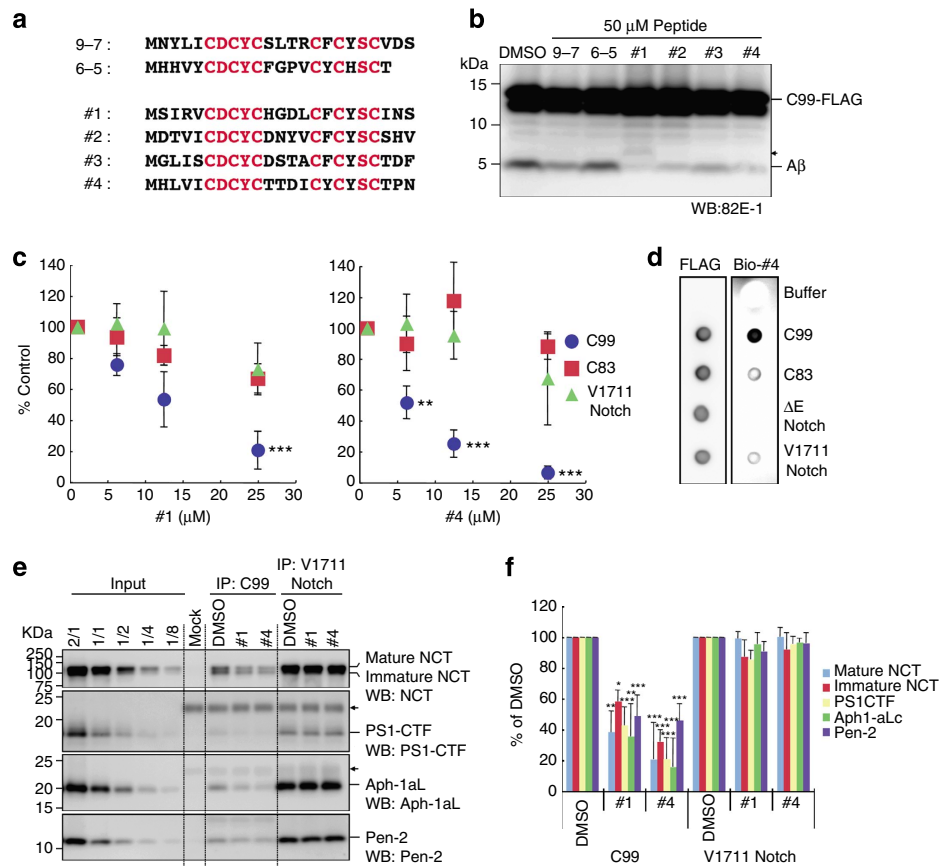 a
9–7 : MNYLICDCYCSLTRCFCYSCVDS
6–5 : MHHVYCDCYCFGPVCYCHSCT
#1 : MSIRVCDCYCHGDLCFCYSCINS
#2 : MDTVICDCYCDNYVCFCYSCSHV
#3 : MGLISCDCYCDSTACFCYSCTDF
#4 : MHLVICDCYCTTDICYCYSCTPN
b
50 μM Peptide
DMSO 9–7 6–5 #1 #2 #3 #4
kDa
15
10
5
C99-FLAG
Aβ
WB:82E-1
c
% Control
140
120
100
80
60
40
20
0
0 5 10 15 20 25 30
#1 (μM)
***
140
120
100
80
60
40
20
0
0 5 10 15 20 25 30
#4 (μM)
**
***
***
C99
C83
V1711
Notch
d
FLAG Bio-#4
Buffer
C99
C83
ΔE
Notch
V1711
Notch
e
Input
Mock
IP: C99
IP: V1711
Notch
KDa
2/1 1/1 1/2 1/4 1/8
DMSO #1 #4
DMSO #1 #4
250
150
100
75
Mature NCT
Immature NCT
WB: NCT
25
20
PS1-CTF
WB: PS1-CTF
25
20
15
Aph-1aL
WB: Aph-1aL
10
Pen-2
WB: Pen-2
f
% of DMSO
120
100
80
60
40
20
0
** * ** *** ***
*** *** *** *** ***
DMSO #1 #4 DMSO #1 #4
C99 V1711 Notch
Mature NCT
Immature NCT
PS1CTF
Aph1-aLc
Pen-2